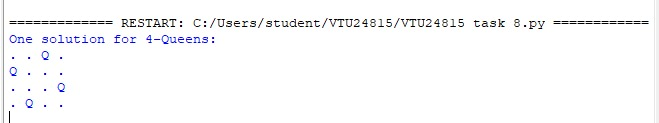 ============= RESTART: C:/Users/student/VTU24815/VTU24815 task 8.py ============
One solution for 4-Queens:
. . Q .
Q . . .
. . . Q
. Q . .